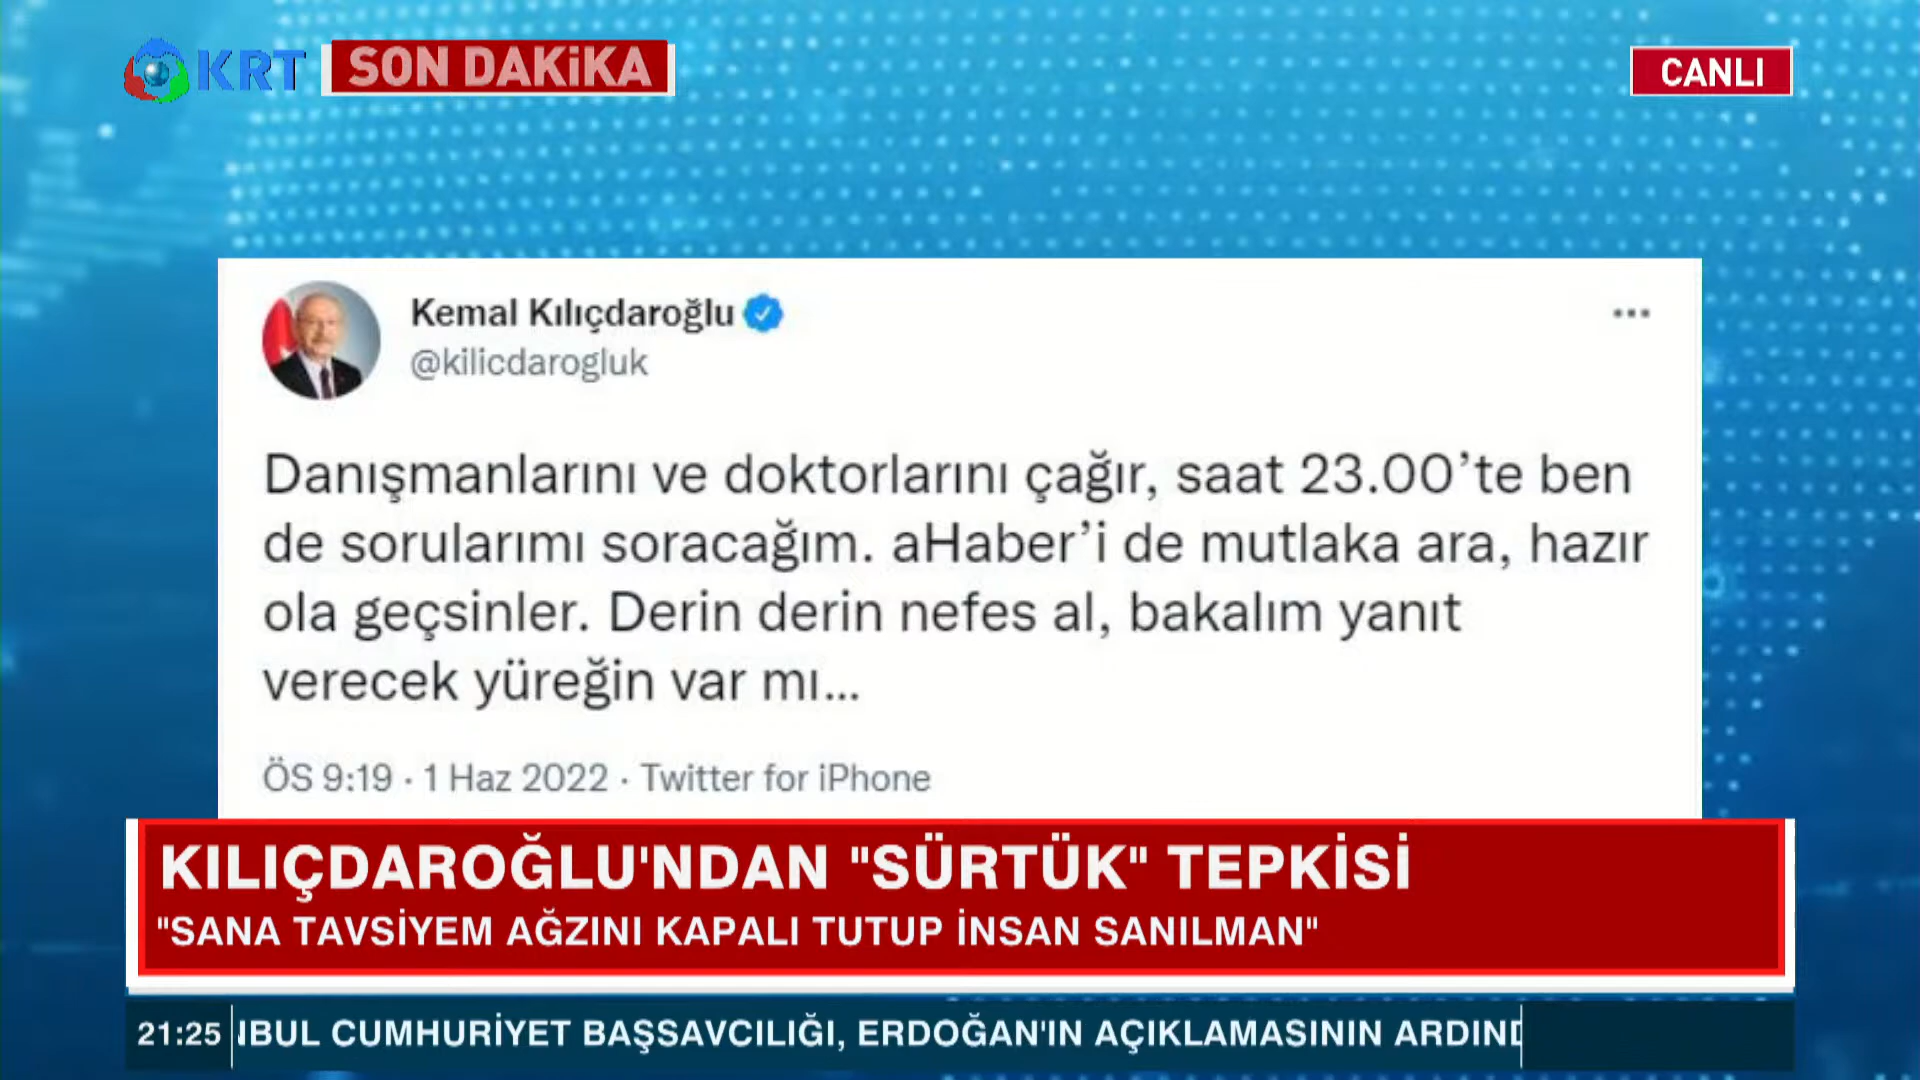 KRT
SON DAKİKA
CANLI
Kemal Kılıçdaroğlu
@kilicdarogluk
Danışmanlarını ve doktorlarını çağır, saat 23.00’te ben
de sorularımı soracağım. aHaber’i de mutlaka ara, hazır
ola geçsinler. Derin derin nefes al, bakalım yanıt
verecek yüreğin var mı...
ÖS 9:19 · 1 Haz 2022 · Twitter for iPhone
KILIÇDAROĞLU'NDAN "SÜRTÜK" TEPKİSİ
"SANA TAVSİYEM AĞZINI KAPALI TUTUP İNSAN SANILMAN"
21:25
CUMHURİYET BAŞSAVCILIĞI, ERDOĞAN'IN AÇIKLAMASININ